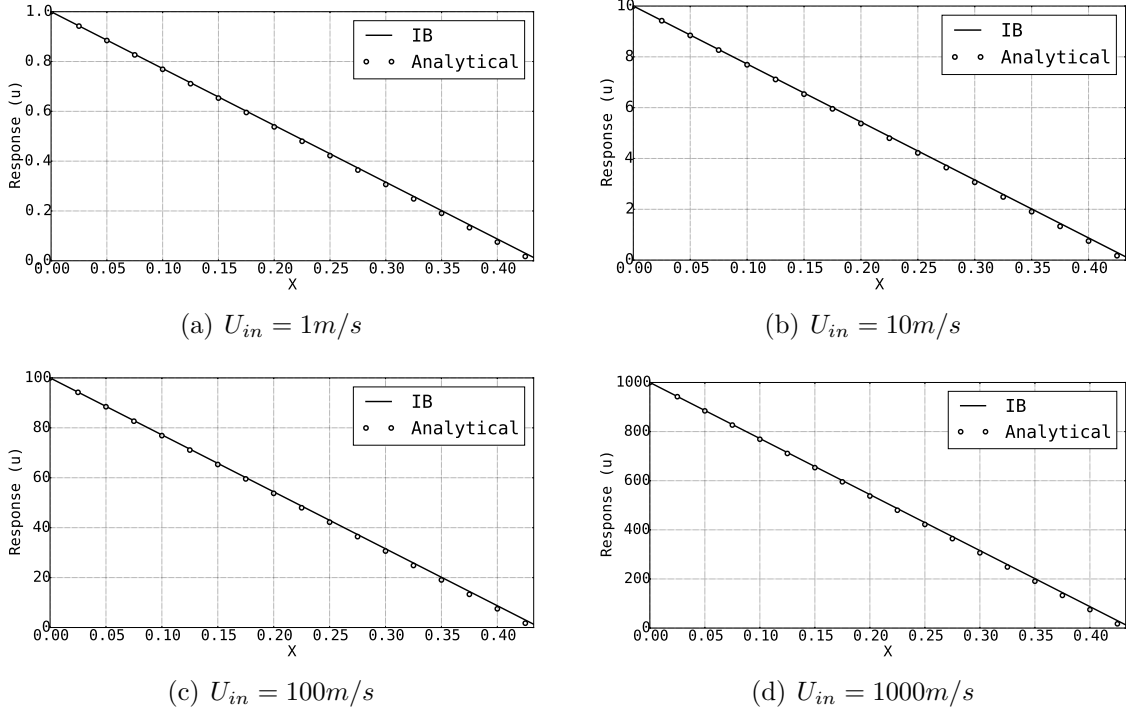 1.0
0.8
0.6
0.4
0.2
0.0
Response (u)
IB
Analytical
0.00 0.05 0.10 0.15 0.20 0.25 0.30 0.35 0.40
X
(a) U_in = 1m/s
10
8
6
4
2
0
Response (u)
IB
Analytical
0.00 0.05 0.10 0.15 0.20 0.25 0.30 0.35 0.40
X
(b) U_in = 10m/s
100
80
60
40
20
0
Response (u)
IB
Analytical
0.00 0.05 0.10 0.15 0.20 0.25 0.30 0.35 0.40
X
(c) U_in = 100m/s
1000
800
600
400
200
0
Response (u)
IB
Analytical
0.00 0.05 0.10 0.15 0.20 0.25 0.30 0.35 0.40
X
(d) U_in = 1000m/s